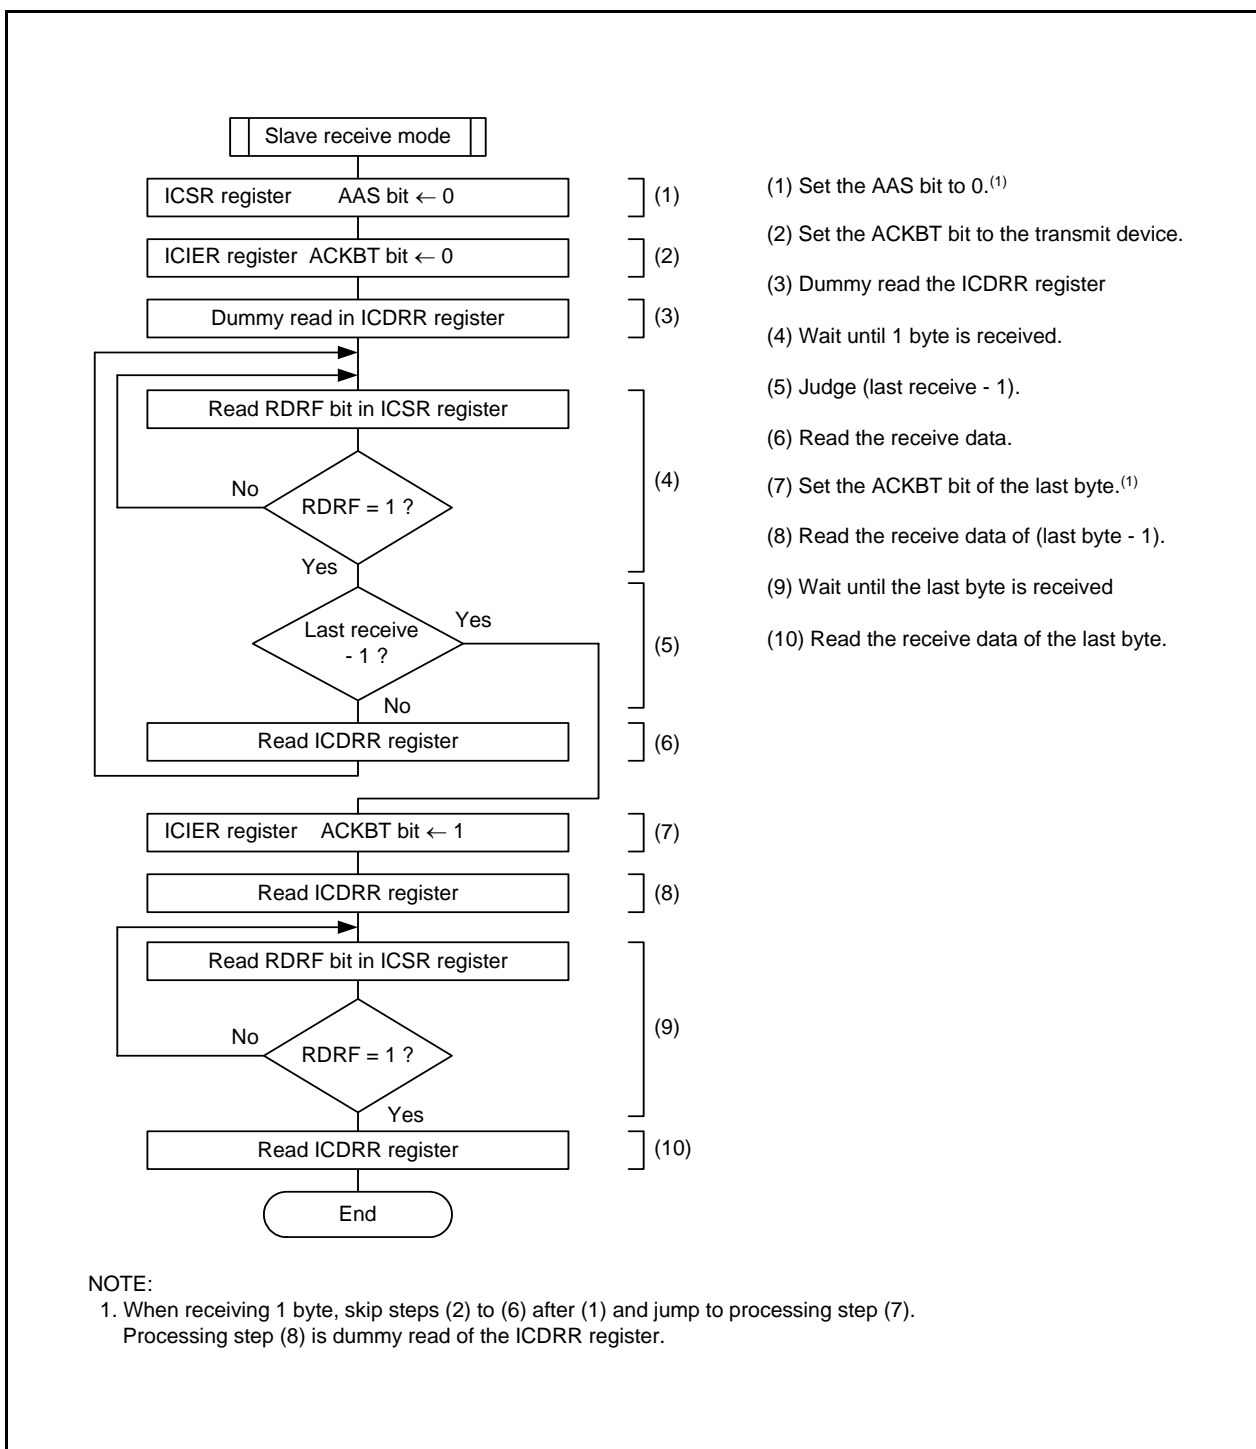 Slave receive mode
ICSR register AAS bit ← 0
(1)
ICIER register ACKBT bit ← 0
(2)
Dummy read in ICDRR register
(3)
Read RDRF bit in ICSR register
No
RDRF = 1 ?
(4)
Yes
Last receive
- 1 ?
Yes
(5)
No
Read ICDRR register
(6)
ICIER register ACKBT bit ← 1
(7)
Read ICDRR register
(8)
Read RDRF bit in ICSR register
No
RDRF = 1 ?
(9)
Yes
Read ICDRR register
(10)
End
(1) Set the AAS bit to 0.(1)
(2) Set the ACKBT bit to the transmit device.
(3) Dummy read the ICDRR register
(4) Wait until 1 byte is received.
(5) Judge (last receive - 1).
(6) Read the receive data.
(7) Set the ACKBT bit of the last byte.(1)
(8) Read the receive data of (last byte - 1).
(9) Wait until the last byte is received
(10) Read the receive data of the last byte.
NOTE:
1. When receiving 1 byte, skip steps (2) to (6) after (1) and jump to processing step (7).
Processing step (8) is dummy read of the ICDRR register.